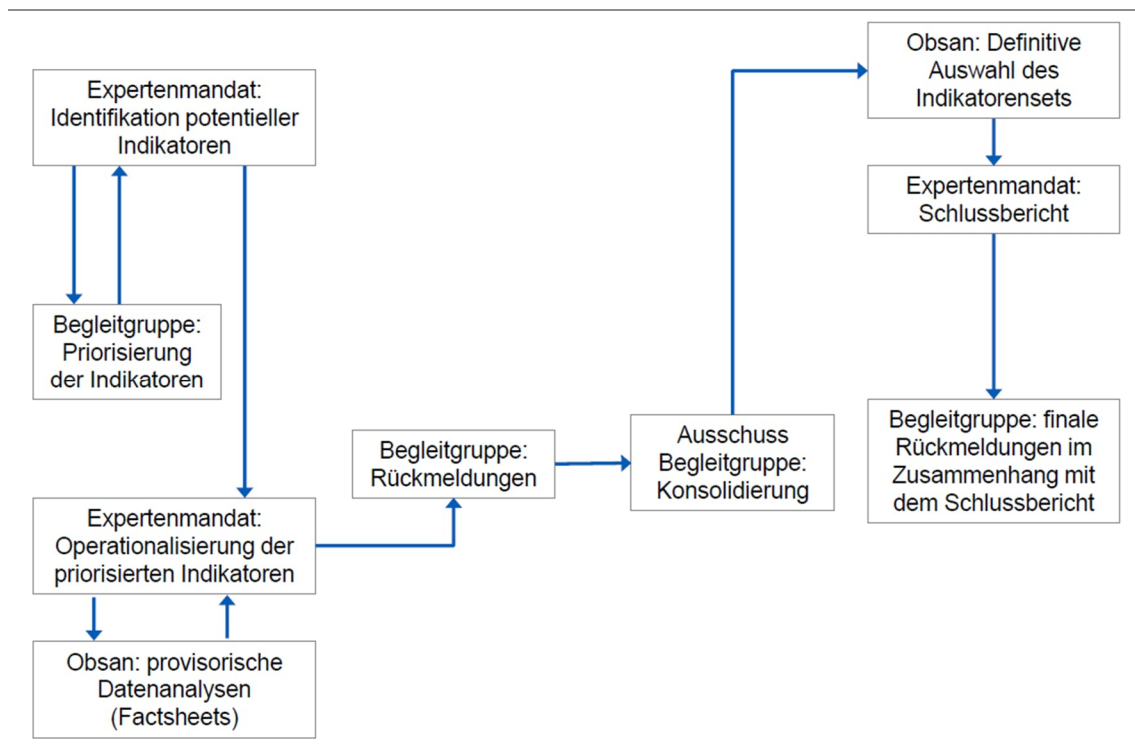 Expertenmandat:
Identifikation potentieller
Indikatoren
Begleitgruppe:
Priorisierung
der Indikatoren
Expertenmandat:
Operationalisierung der
priorisierten Indikatoren
Obsan: provisorische
Datenanalysen
(Factsheets)
Begleitgruppe:
Rückmeldungen
Ausschuss
Begleitgruppe:
Konsolidierung
Obsan: Definitive
Auswahl des
Indikatorensets
Expertenmandat:
Schlussbericht
Begleitgruppe: finale
Rückmeldungen im
Zusammenhang mit
dem Schlussbericht